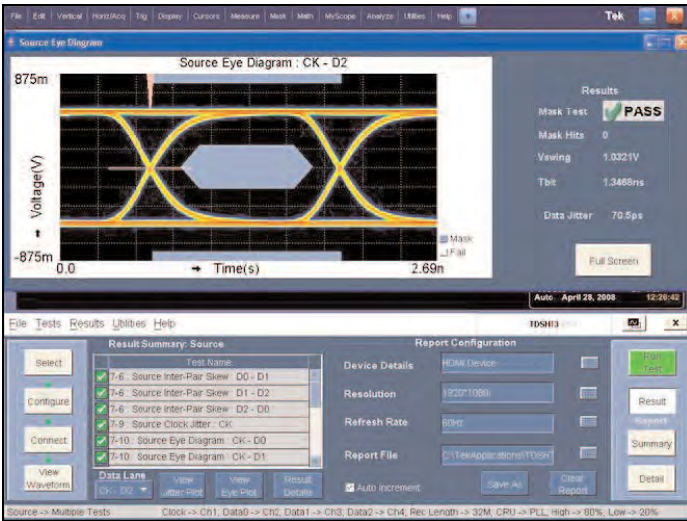 File Edit Vertical Horiz/Acq Trig Display Cursors Measure Mask Math MyScope Analyze Utilities Help
Tek
Source Eye Diagram
Source Eye Diagram : CK - D2
875m
Voltage(V)
-875m
0.0
Time(s)
2.69n
Mask
Fail
Results
Mask Test PASS
Mask Hits 0
Vswing 1.0321V
Tbit 1.3468ns
Data Jitter 70.5ps
Full Screen
Auto April 28, 2008 12:26:42
File Tests Results Utilities Help
TDSHT3
X
Select
Configure
Connect
View Waveform
Result Summary: Source
Test Name
7-6 : Source Inter-Pair Skew : D0 - D1
7-6 : Source Inter-Pair Skew : D1 - D2
7-6 : Source Inter-Pair Skew : D2 - D0
7-9 : Source Clock Jitter : CK
7-10 : Source Eye Diagram : CK - D0
7-10 : Source Eye Diagram : CK - D1
Data Lane
CK - D2
View Jitter Plot
View Eye Plot
Result Details
Report Configuration
Device Details HDMI Device
Resolution
Refresh Rate 60Hz
Report File C:\TekApplications\TDSHT
Auto Increment
Save As
Clear Report
Run Test
Result
Report
Summary
Detail
Source -> Multiple Tests
Clock -> Ch1, Data0 -> Ch2, Data1 -> Ch3, Data2 -> Ch4, Rec Length -> 32M, CRU -> PLL, High -> 80%, Low -> 20%